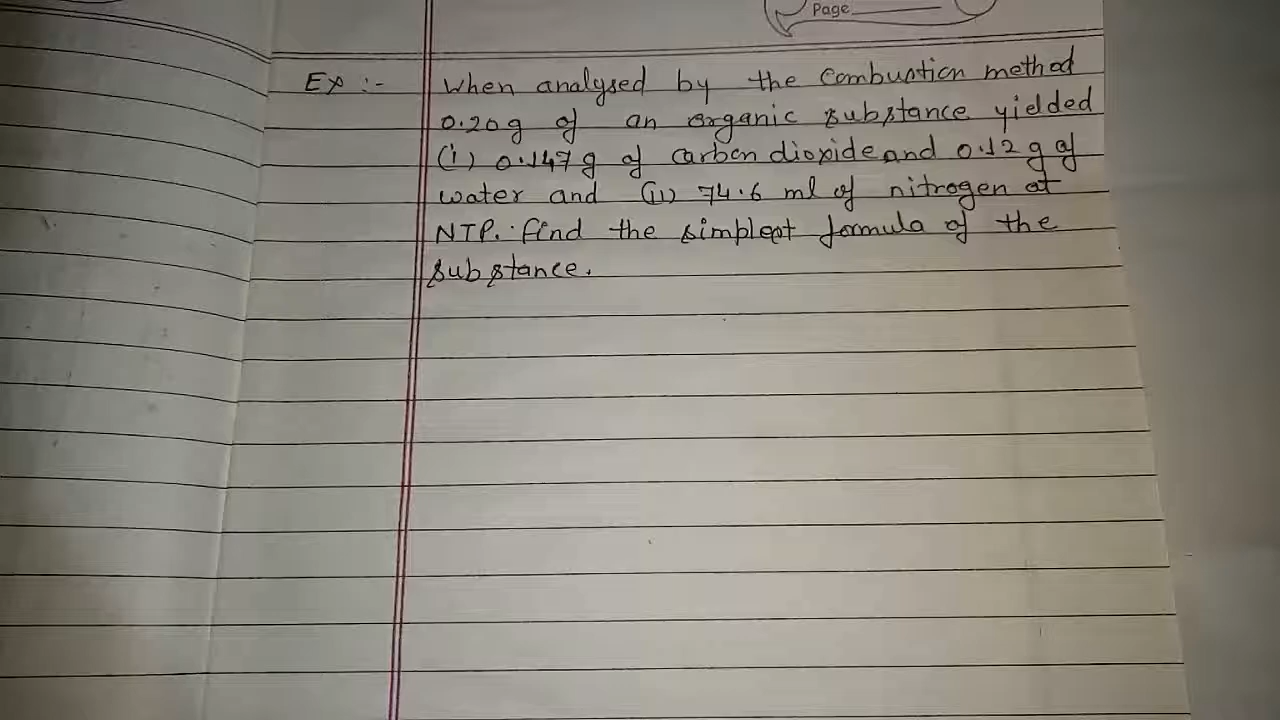 Page
Ex :- When analysed by the combustion method
0.20g of an organic substance yielded
(i) 0.147g of carbon dioxide and 0.12g of
water and (ii) 74.6 ml of nitrogen at
NTP. find the simplest formula of the
substance.